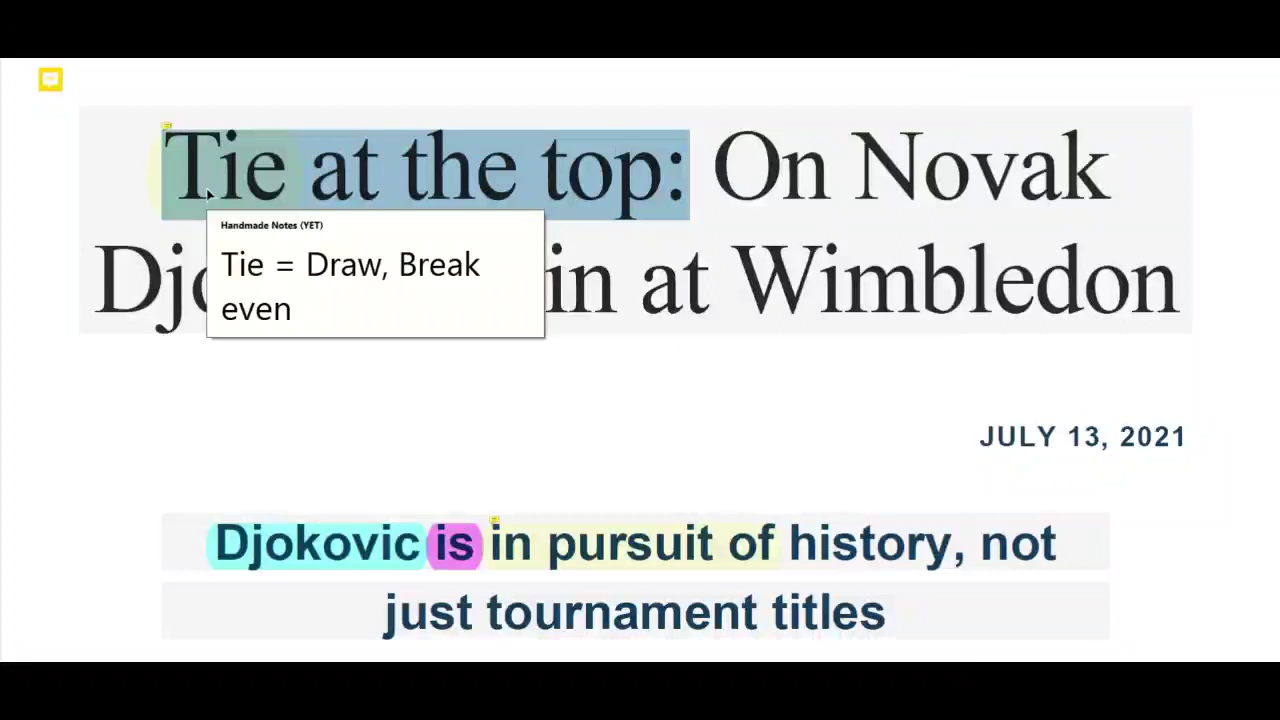 Tie at the top: On Novak
Handmade Notes (YET)
Tie = Draw, Break
even
in at Wimbledon
JULY 13, 2021
Djokovic is in pursuit of history, not
just tournament titles